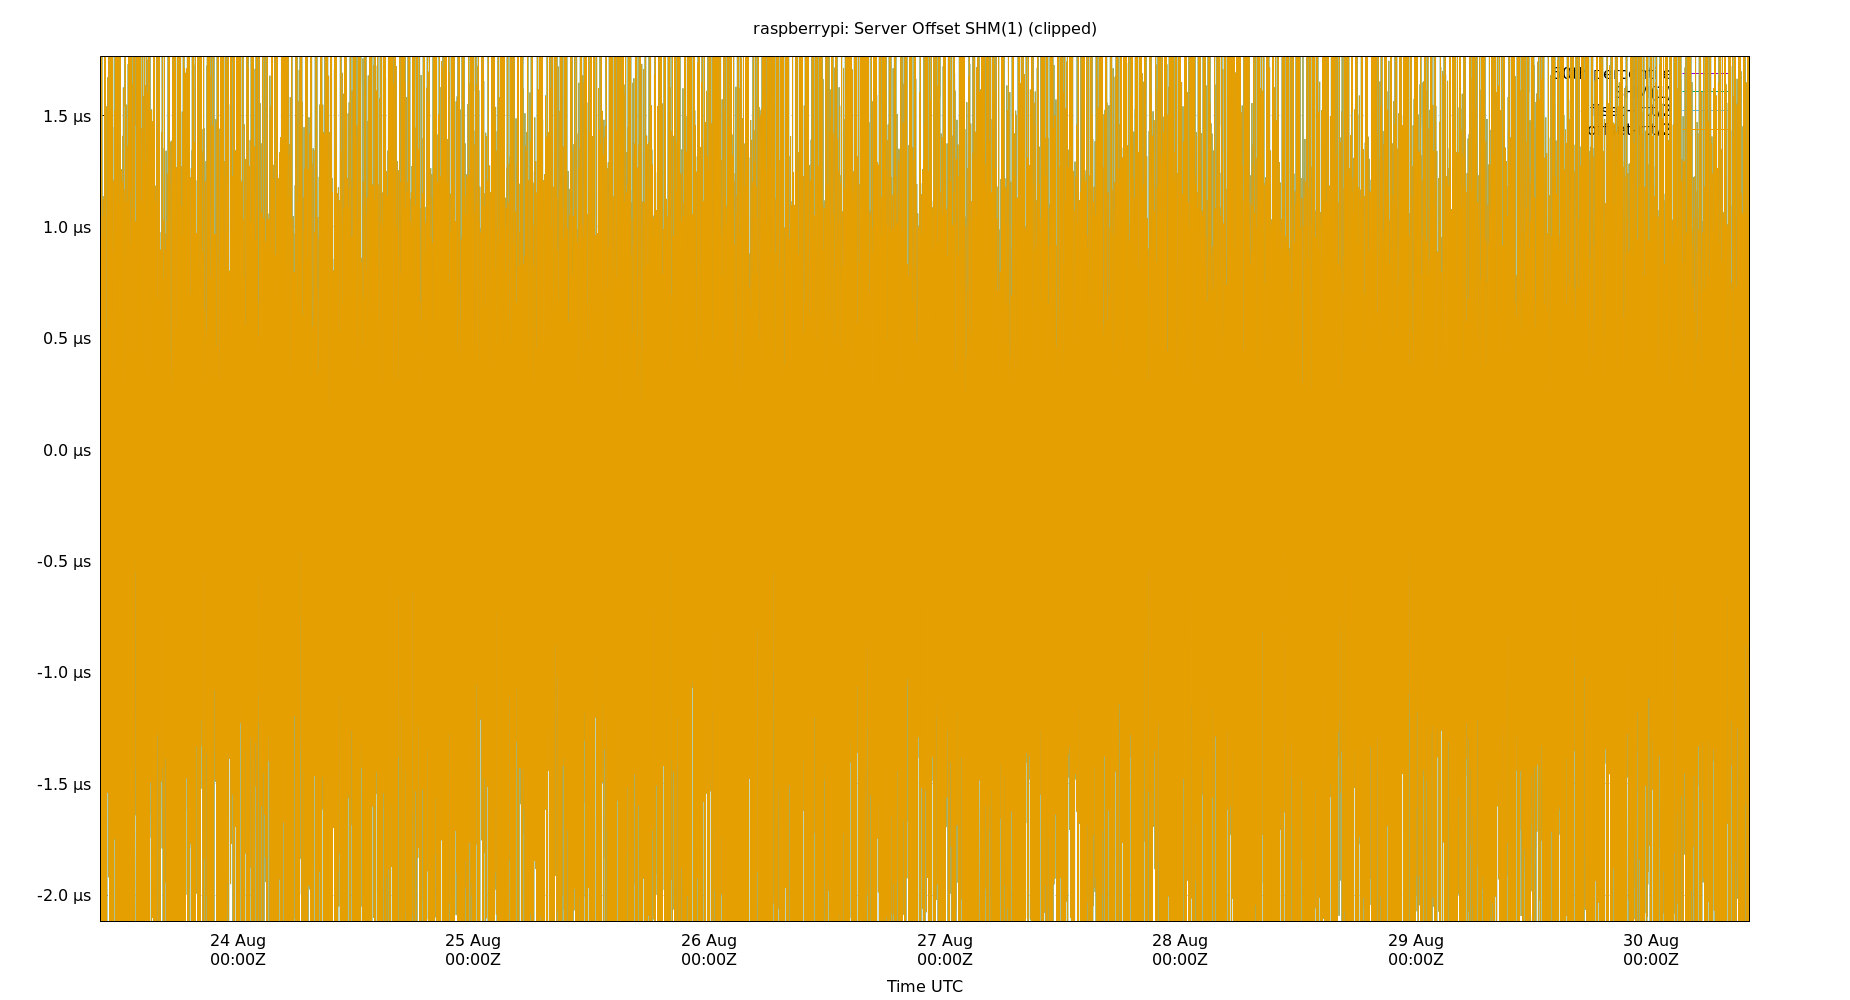 raspberrypi: Server Offset SHM(1) (clipped)
1.5 µs
1.0 µs
0.5 µs
0.0 µs
-0.5 µs
-1.0 µs
-1.5 µs
-2.0 µs
24 Aug 25 Aug 26 Aug 27 Aug 28 Aug 29 Aug 30 Aug
00:00Z 00:00Z 00:00Z 00:00Z 00:00Z 00:00Z 00:00Z
Time UTC